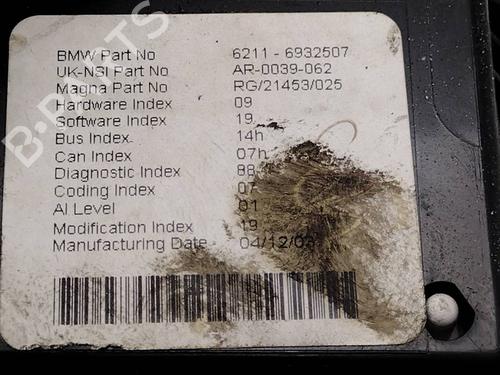 B-PARTS
BMW Part No 6211 - 6932507
UK-NSI Part No AR-0039-062
Magna Part No RG/21453/025
Hardware Index 09
Software Index 19
Bus Index 14h
Can Index 07h
Diagnostic Index 88
Coding Index 07
AI Level 01
Modification Index 19
Manufacturing Date 04/12/03